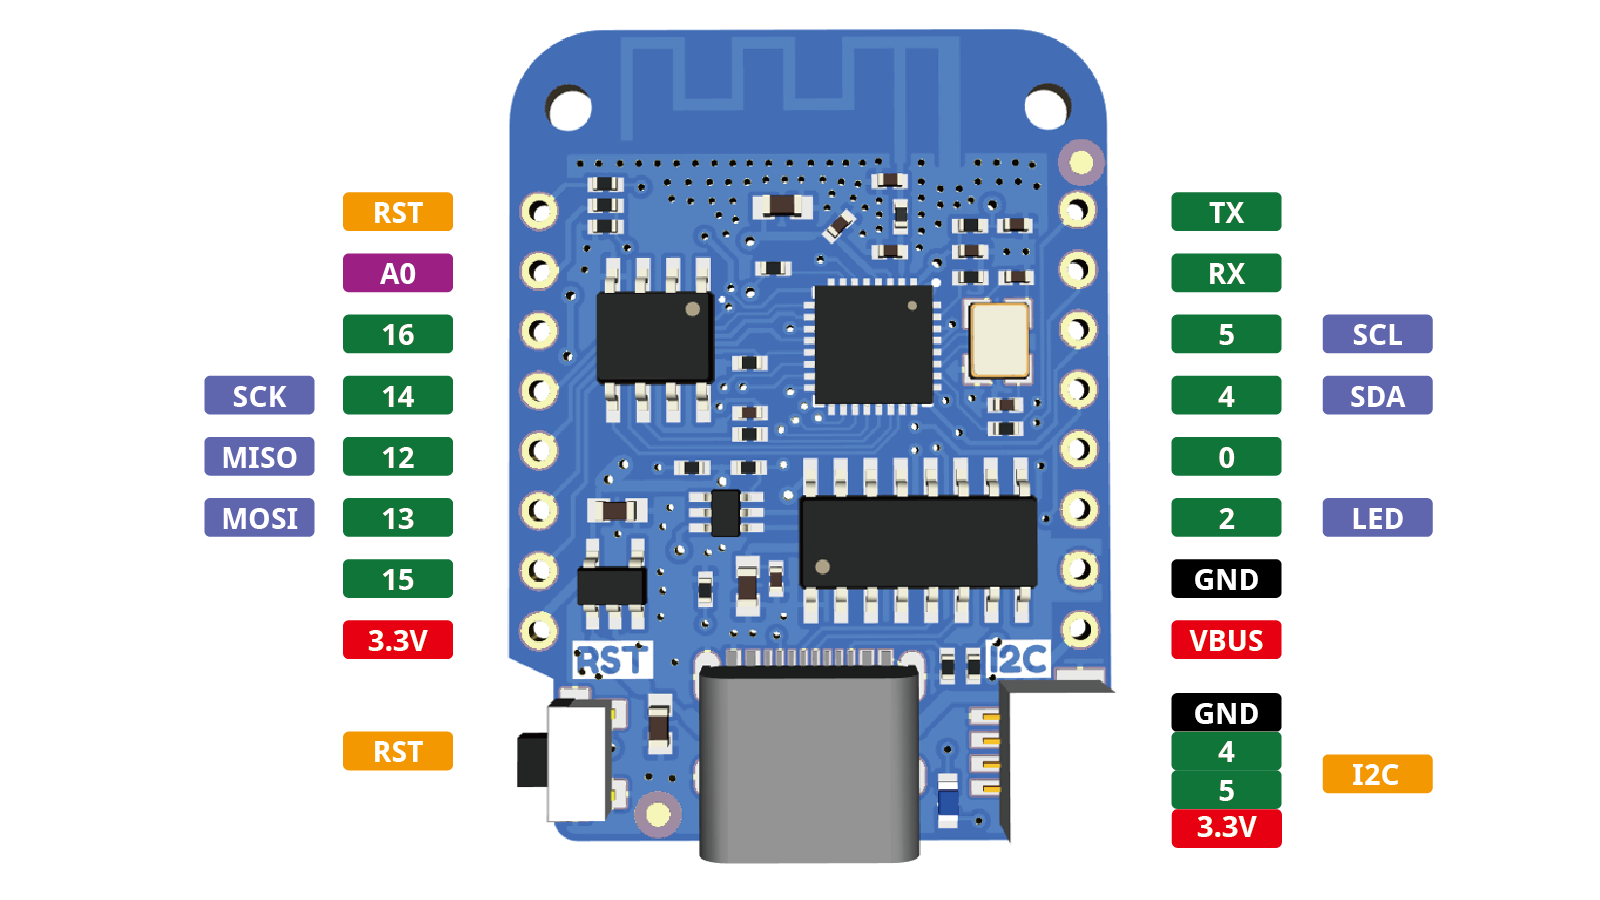 RST TX
A0 RX
16 5 SCL
SCK 14 4 SDA
MISO 12 0
MOSI 13 2 LED
15 GND
3.3V VBUS
RST I2C
GND
RST 4
5 I2C
3.3V